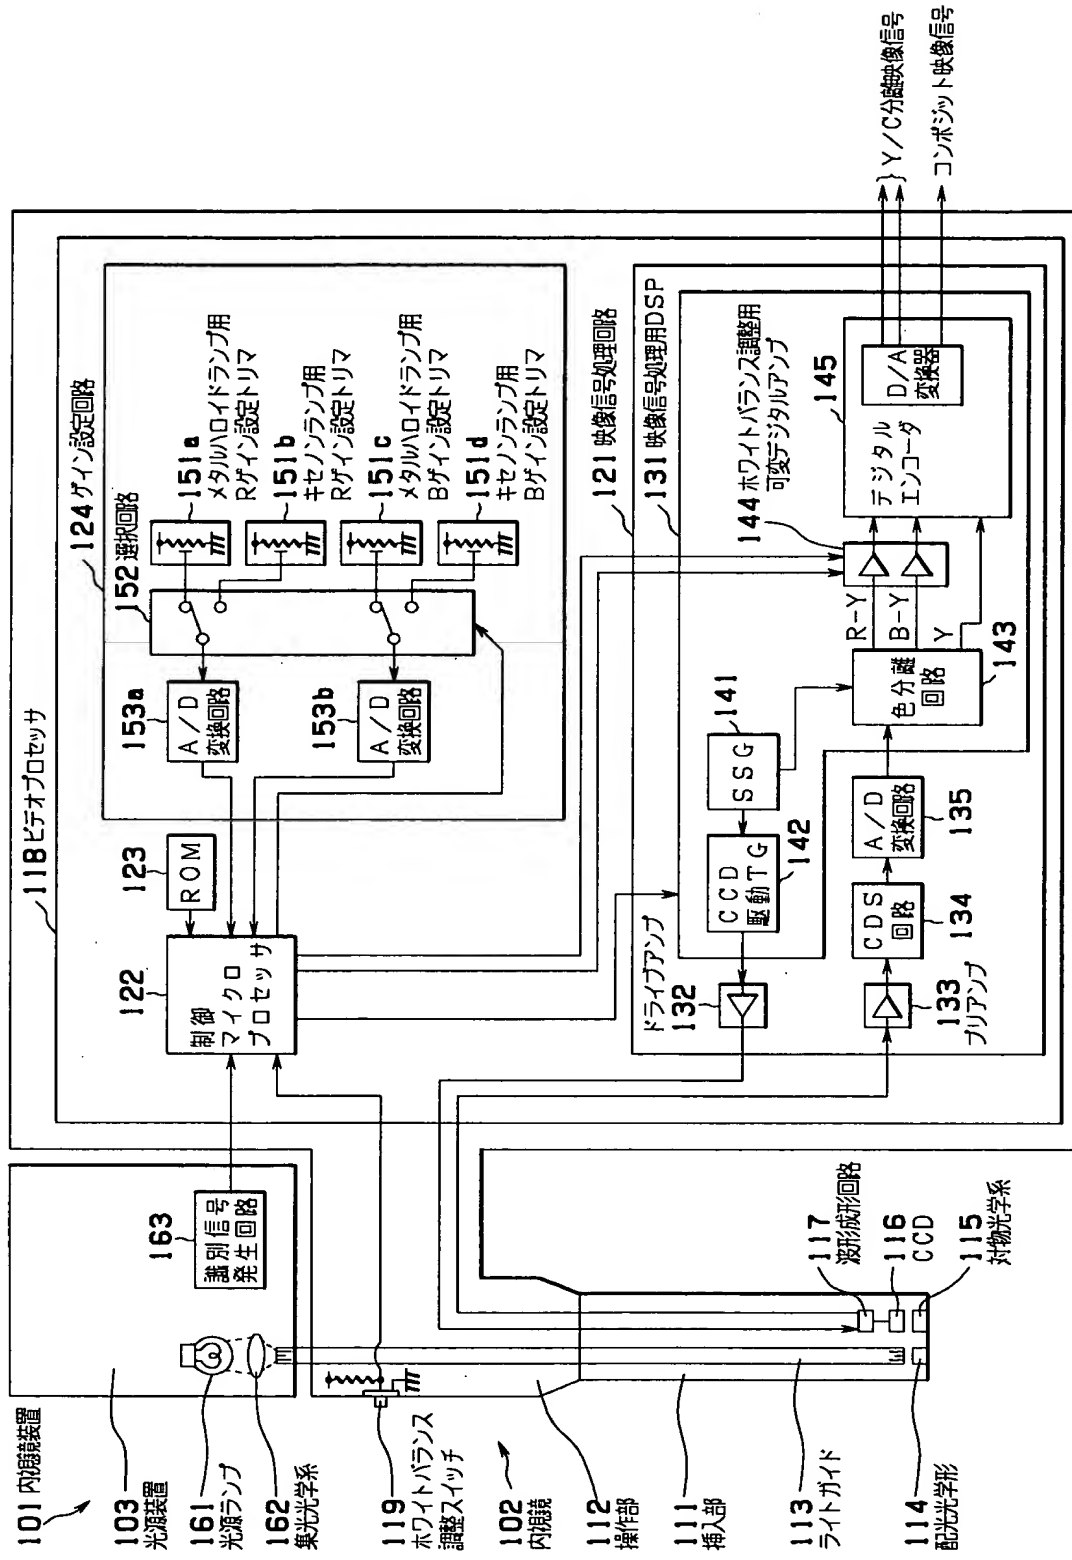 101 内視鏡装置
103
光源装置
161
光源ランプ
162
集光光学系
119
ホワイトバランス
調整スイッチ
102
内視鏡
112
操作部
111
挿入部
113
ライトガイド
114
配光光学形
163
識別信号
発生回路
117
波形成形回路
116
CCD
115
対物光学系
118 ビデオプロセッサ
122
制御
マイクロ
プロセッサ
123
ROM
124 ゲイン設定回路
152 選択回路
153a
A/D
変換回路
153b
A/D
変換回路
151a
メタルハロイドランプ用
Rゲイン設定トリマ
151b
キセノンランプ用
Rゲイン設定トリマ
151c
メタルハロイドランプ用
Bゲイン設定トリマ
151d
キセノンランプ用
Bゲイン設定トリマ
121 映像信号処理回路
131 映像信号処理用DSP
ドライブアンプ
132
CCD
駆動TG
142
SSG
141
133
プリアンプ
CDS
回路
134
A/D
変換回路
135
色分離
回路
143
R-Y
B-Y
Y
144 ホワイトバランス調整用
可変デジタルアンプ
デジタル
エンコーダ
145
D/A
変換器
Y/C分離映像信号
コンポジット映像信号